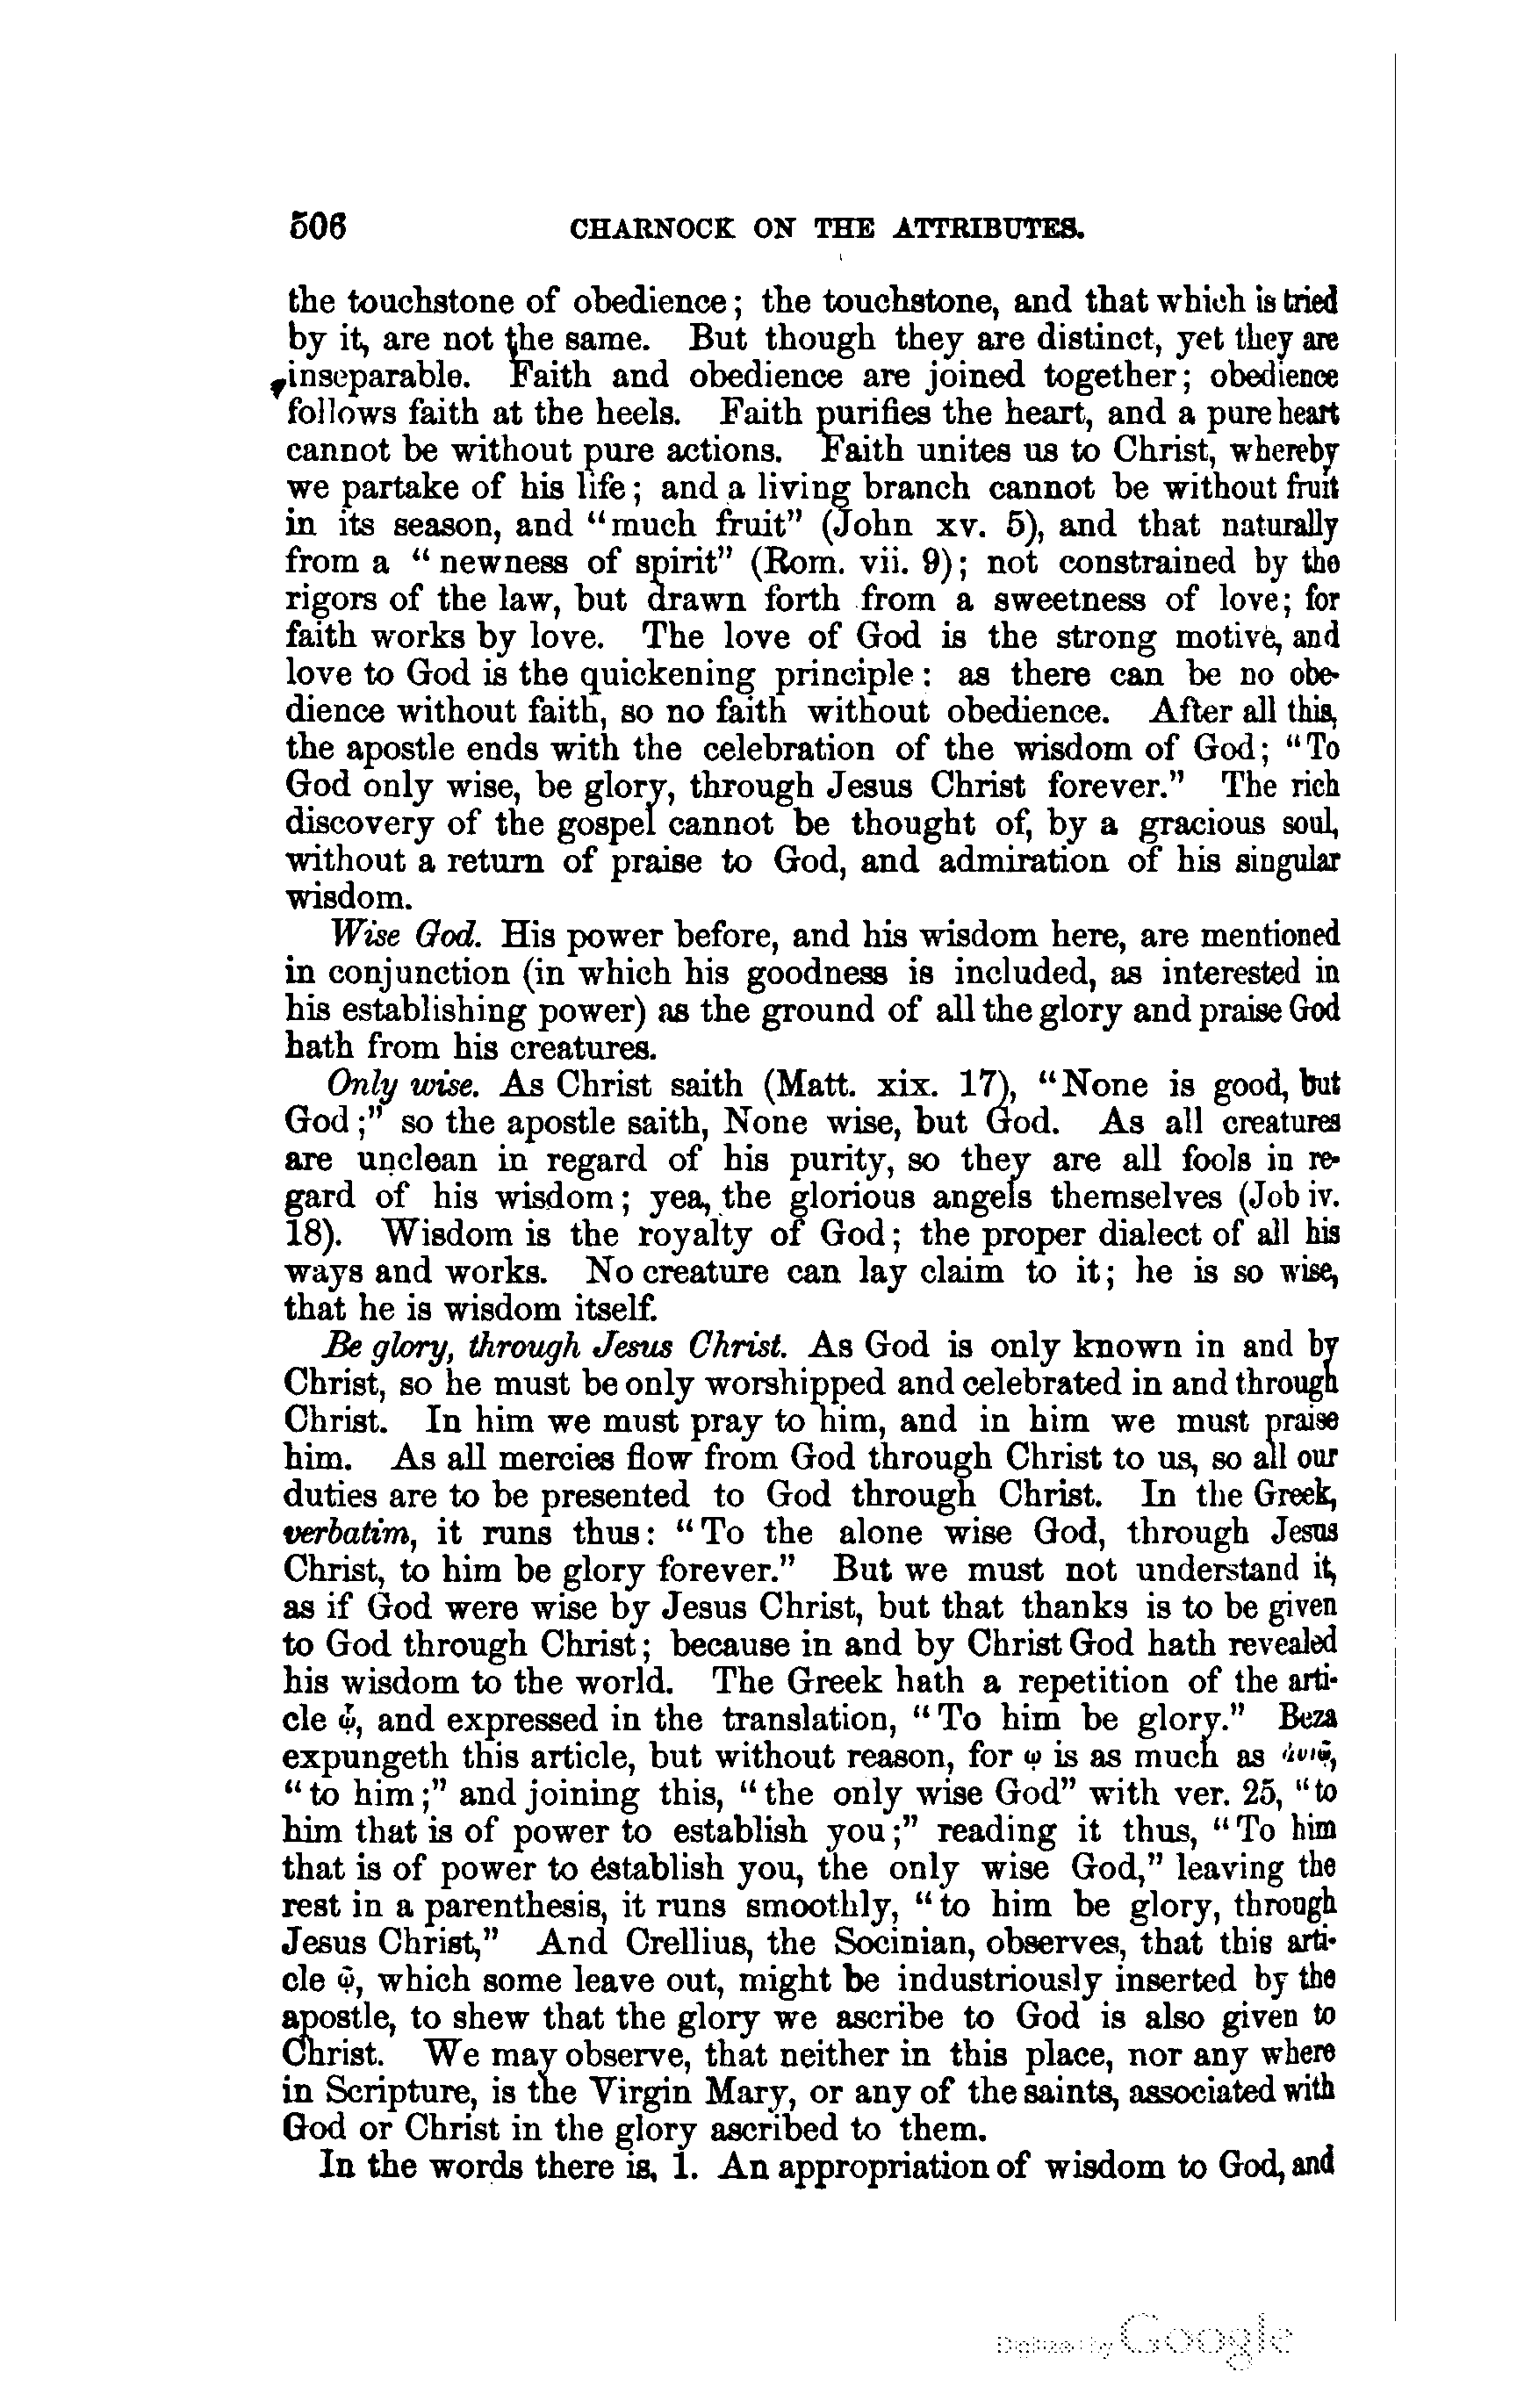 506 CHARNOCK ON THE ATTRIBUTES.
the touchstone of obedience; the touchstone, and that which is tried
by it, are not the same. But though they are distinct, yet they are
inseparable. Faith and obedience are joined together; obedience
follows faith at the heels. Faith purifies the heart, and a pure heart
cannot be without pure actions. Faith unites us to Christ, whereby
we partake of his life; and a living branch cannot be without fruit
in its season, and "much fruit" (John xv. 5), and that naturally
from a "newness of spirit" (Rom. vii. 9); not constrained by the
rigors of the law, but drawn forth from a sweetness of love; for
faith works by love. The love of God is the strong motive, and
love to God is the quickening principle: as there can be no obe-
dience without faith, so no faith without obedience. After all this,
the apostle ends with the celebration of the wisdom of God; "To
God only wise, be glory, through Jesus Christ forever." The rich
discovery of the gospel cannot be thought of, by a gracious soul,
without a return of praise to God, and admiration of his singular
wisdom.
Wise God. His power before, and his wisdom here, are mentioned
in conjunction (in which his goodness is included, as interested in
his establishing power) as the ground of all the glory and praise God
hath from his creatures.
Only wise. As Christ saith (Matt. xix. 17), "None is good, but
God;" so the apostle saith, None wise, but God. As all creatures
are unclean in regard of his purity, so they are all fools in re-
gard of his wisdom; yea, the glorious angels themselves (Job iv.
18). Wisdom is the royalty of God; the proper dialect of all his
ways and works. No creature can lay claim to it; he is so wise,
that he is wisdom itself.
Be glory, through Jesus Christ. As God is only known in and by
Christ, so he must be only worshipped and celebrated in and through
Christ. In him we must pray to him, and in him we must praise
him. As all mercies flow from God through Christ to us, so all our
duties are to be presented to God through Christ. In the Greek,
verbatim, it runs thus: "To the alone wise God, through Jesus
Christ, to him be glory forever." But we must not understand it,
as if God were wise by Jesus Christ, but that thanks is to be given
to God through Christ; because in and by Christ God hath revealed
his wisdom to the world. The Greek hath a repetition of the arti-
cle ᾧ, and expressed in the translation, "To him be glory." Beza
expungeth this article, but without reason, for ῳ is as much as
"to him;" and joining this, "the only wise God" with ver. 25, "to
him that is of power to establish you;" reading it thus, "To him
that is of power to establish you, the only wise God," leaving the
rest in a parenthesis, it runs smoothly, "to him be glory, through
Jesus Christ," And Crellius, the Socinian, observes, that this arti-
cle ῷ, which some leave out, might be industriously inserted by the
apostle, to shew that the glory we ascribe to God is also given to
Christ. We may observe, that neither in this place, nor any where
in Scripture, is the Virgin Mary, or any of the saints, associated with
God or Christ in the glory ascribed to them.
In the words there is, 1. An appropriation of wisdom to God, and
Digitized by Google